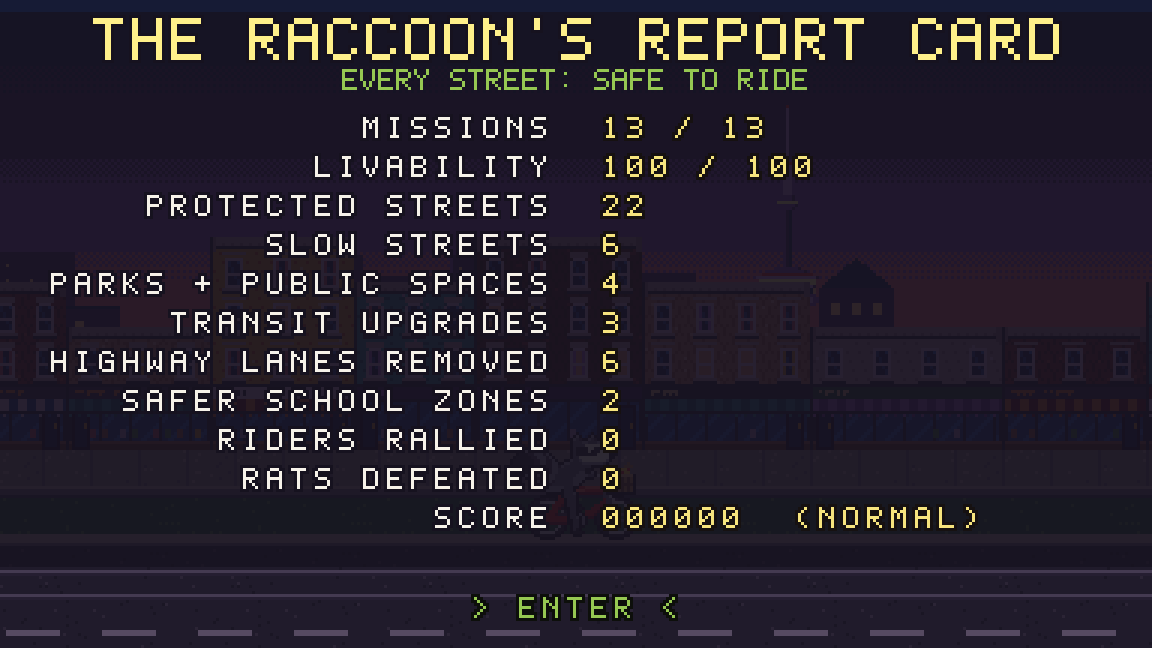 THE RACCOON'S REPORT CARD
EVERY STREET: SAFE TO RIDE
MISSIONS 13 / 13
LIVABILITY 100 / 100
PROTECTED STREETS 22
SLOW STREETS 6
PARKS + PUBLIC SPACES 4
TRANSIT UPGRADES 3
HIGHWAY LANES REMOVED 6
SAFER SCHOOL ZONES 2
RIDERS RALLIED 0
RATS DEFEATED 0
SCORE 000000 (NORMAL)
> ENTER <